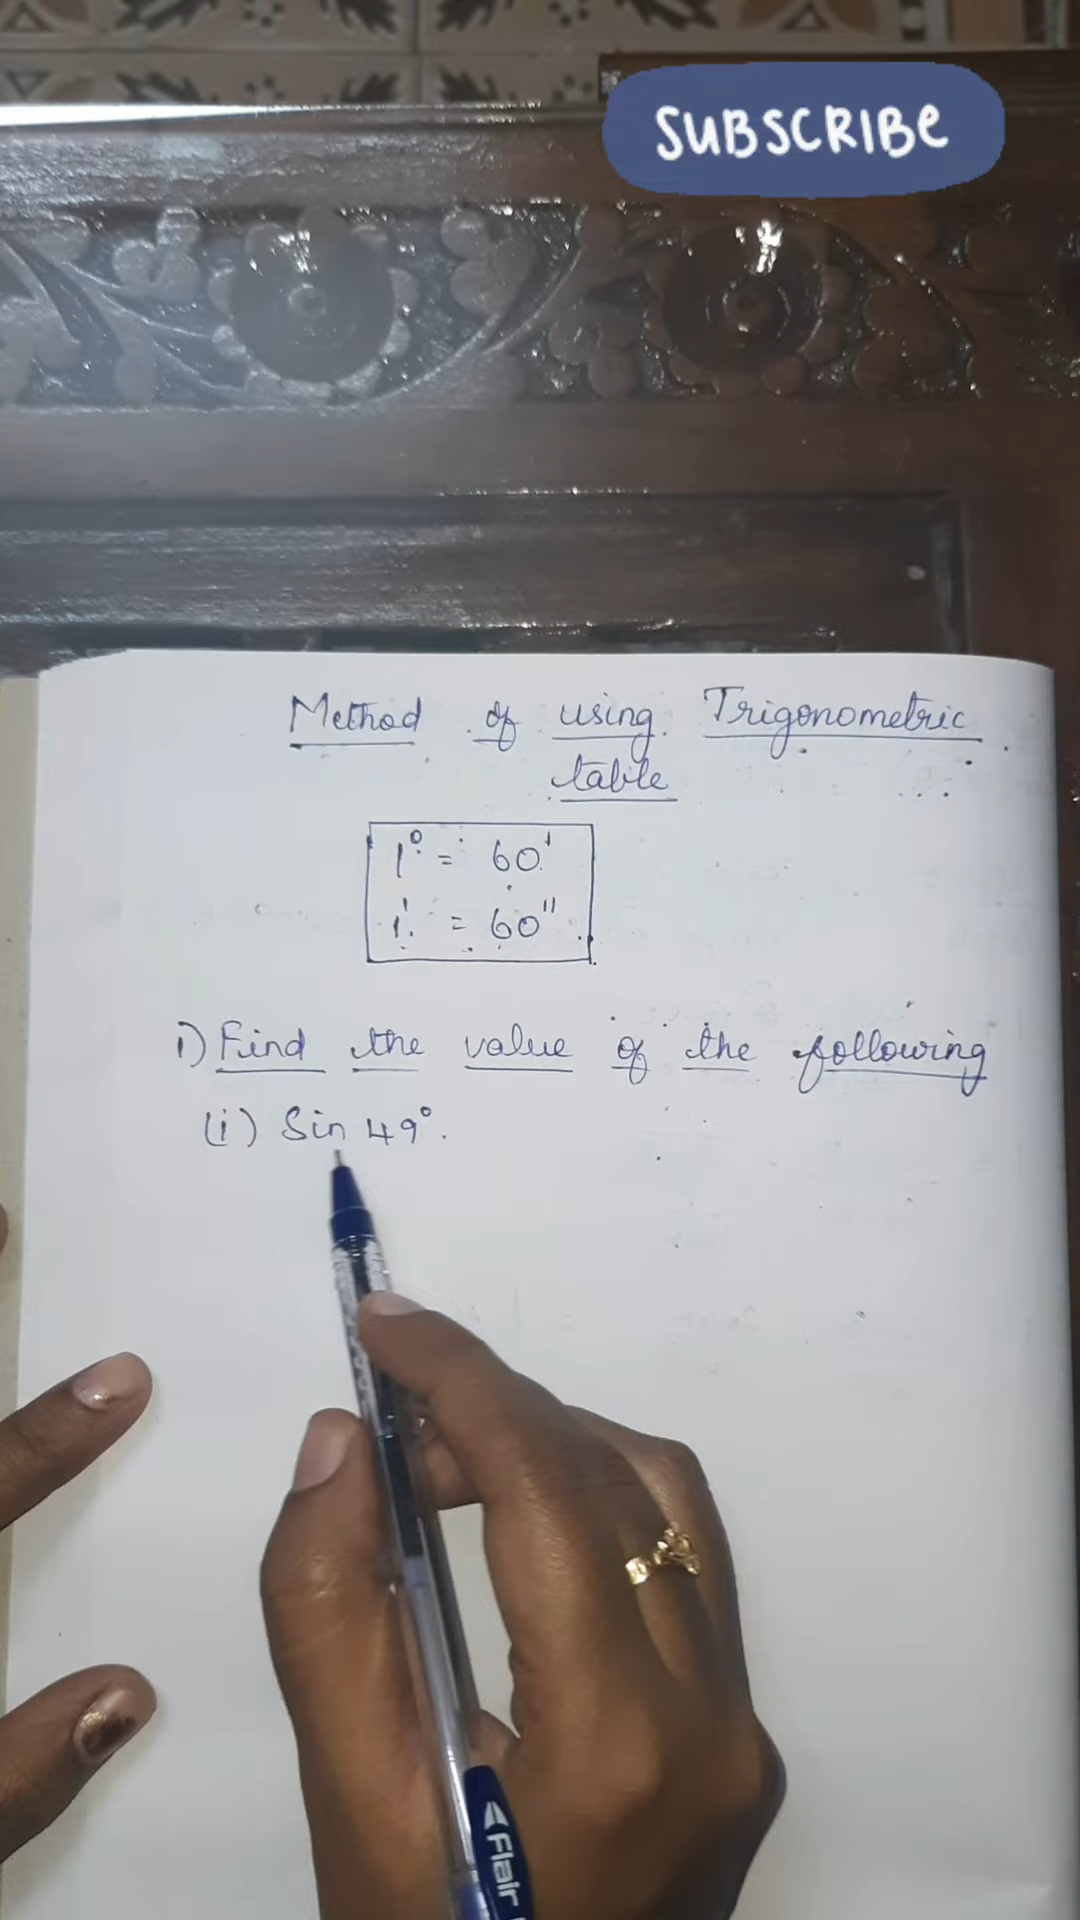 SUBSCRIBe
Method of using Trigonometric
table
1° = 60'
1' = 60"
1) Find the value of the following
(i) Sin 49°.
Flair